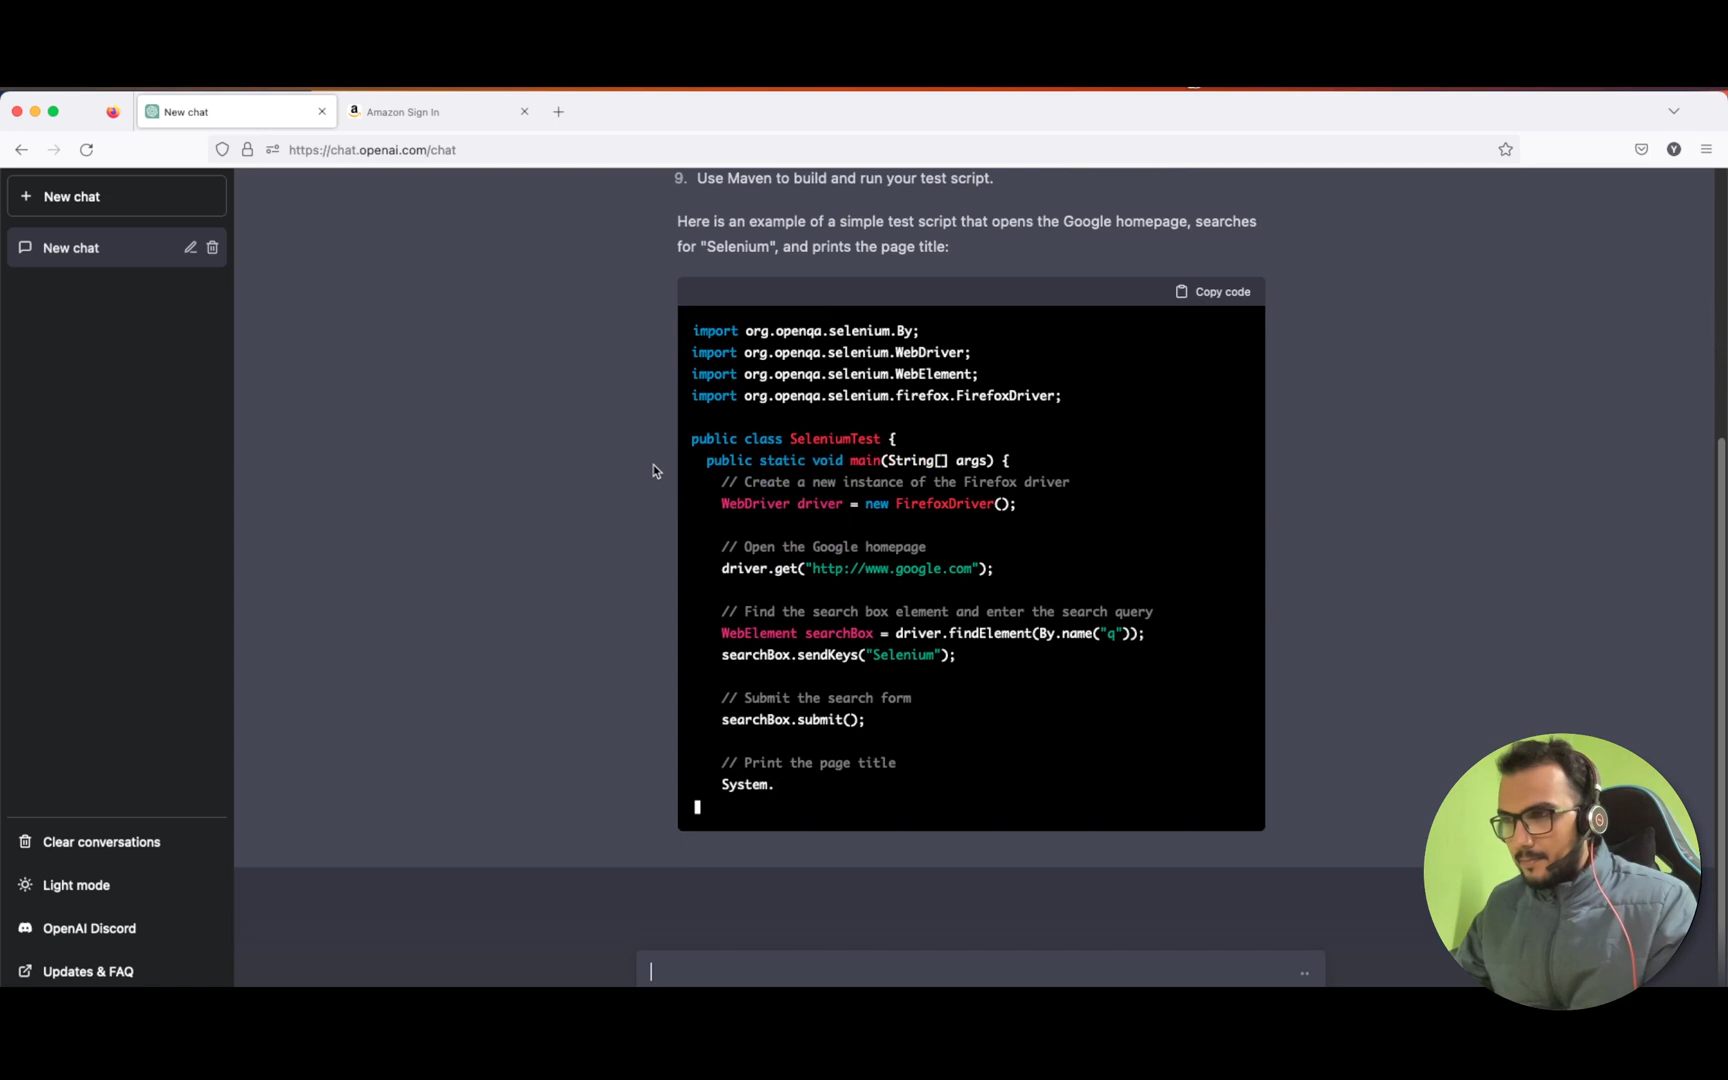 New chat
Amazon Sign In
https://chat.openai.com/chat
Y
New chat
New chat
9. Use Maven to build and run your test script.
Here is an example of a simple test script that opens the Google homepage, searches
for "Selenium", and prints the page title:
Copy code
import org.openqa.selenium.By;
import org.openqa.selenium.WebDriver;
import org.openqa.selenium.WebElement;
import org.openqa.selenium.firefox.FirefoxDriver;
public class SeleniumTest {
public static void main(String[] args) {
// Create a new instance of the Firefox driver
WebDriver driver = new FirefoxDriver();
// Open the Google homepage
driver.get("http://www.google.com");
// Find the search box element and enter the search query
WebElement searchBox = driver.findElement(By.name("q"));
searchBox.sendKeys("Selenium");
// Submit the search form
searchBox.submit();
// Print the page title
System.
Clear conversations
Light mode
OpenAI Discord
Updates & FAQ